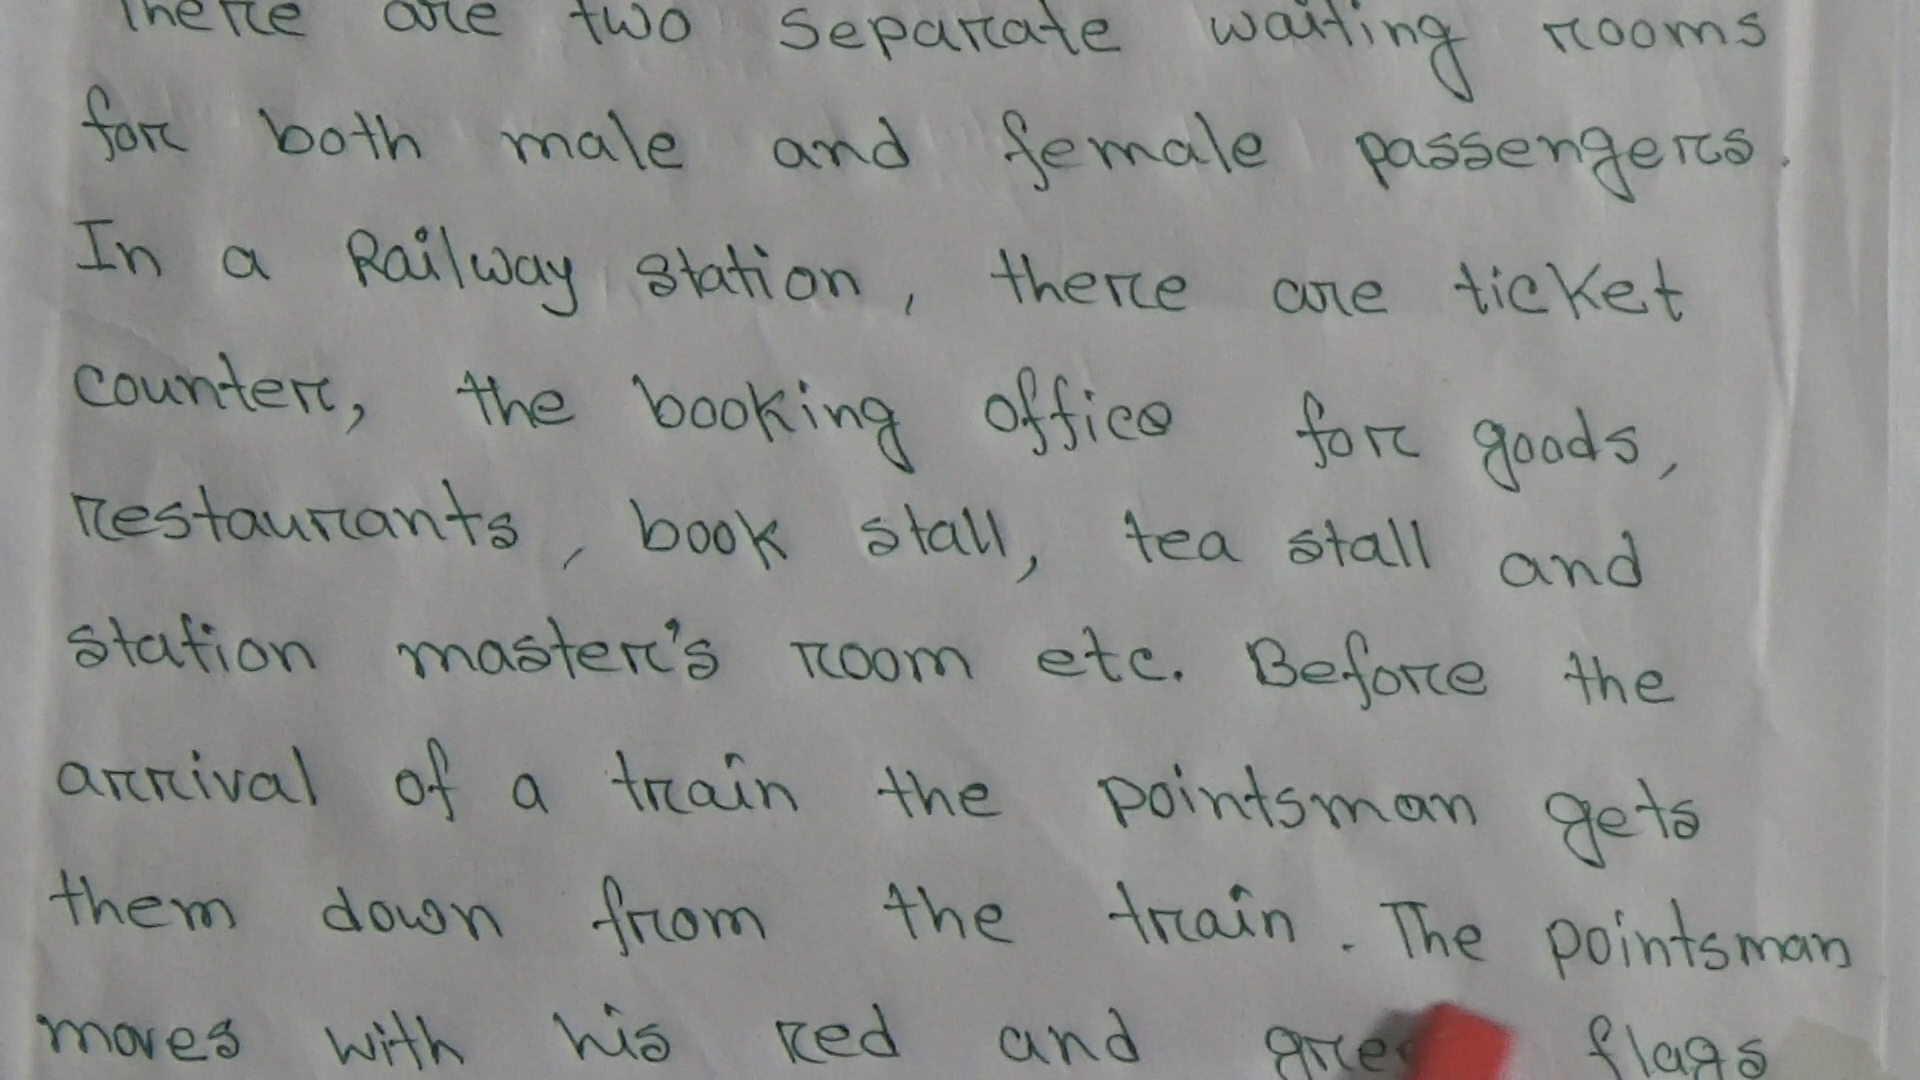 There are two separate waiting rooms
for both male and female passengers.
In a Railway station, there are ticket
counter, the booking office for goods,
restaurants, book stall, tea stall and
station master's room etc. Before the
arrival of a train the pointsman gets
them down from the train. The pointsman
moves with his red and flags